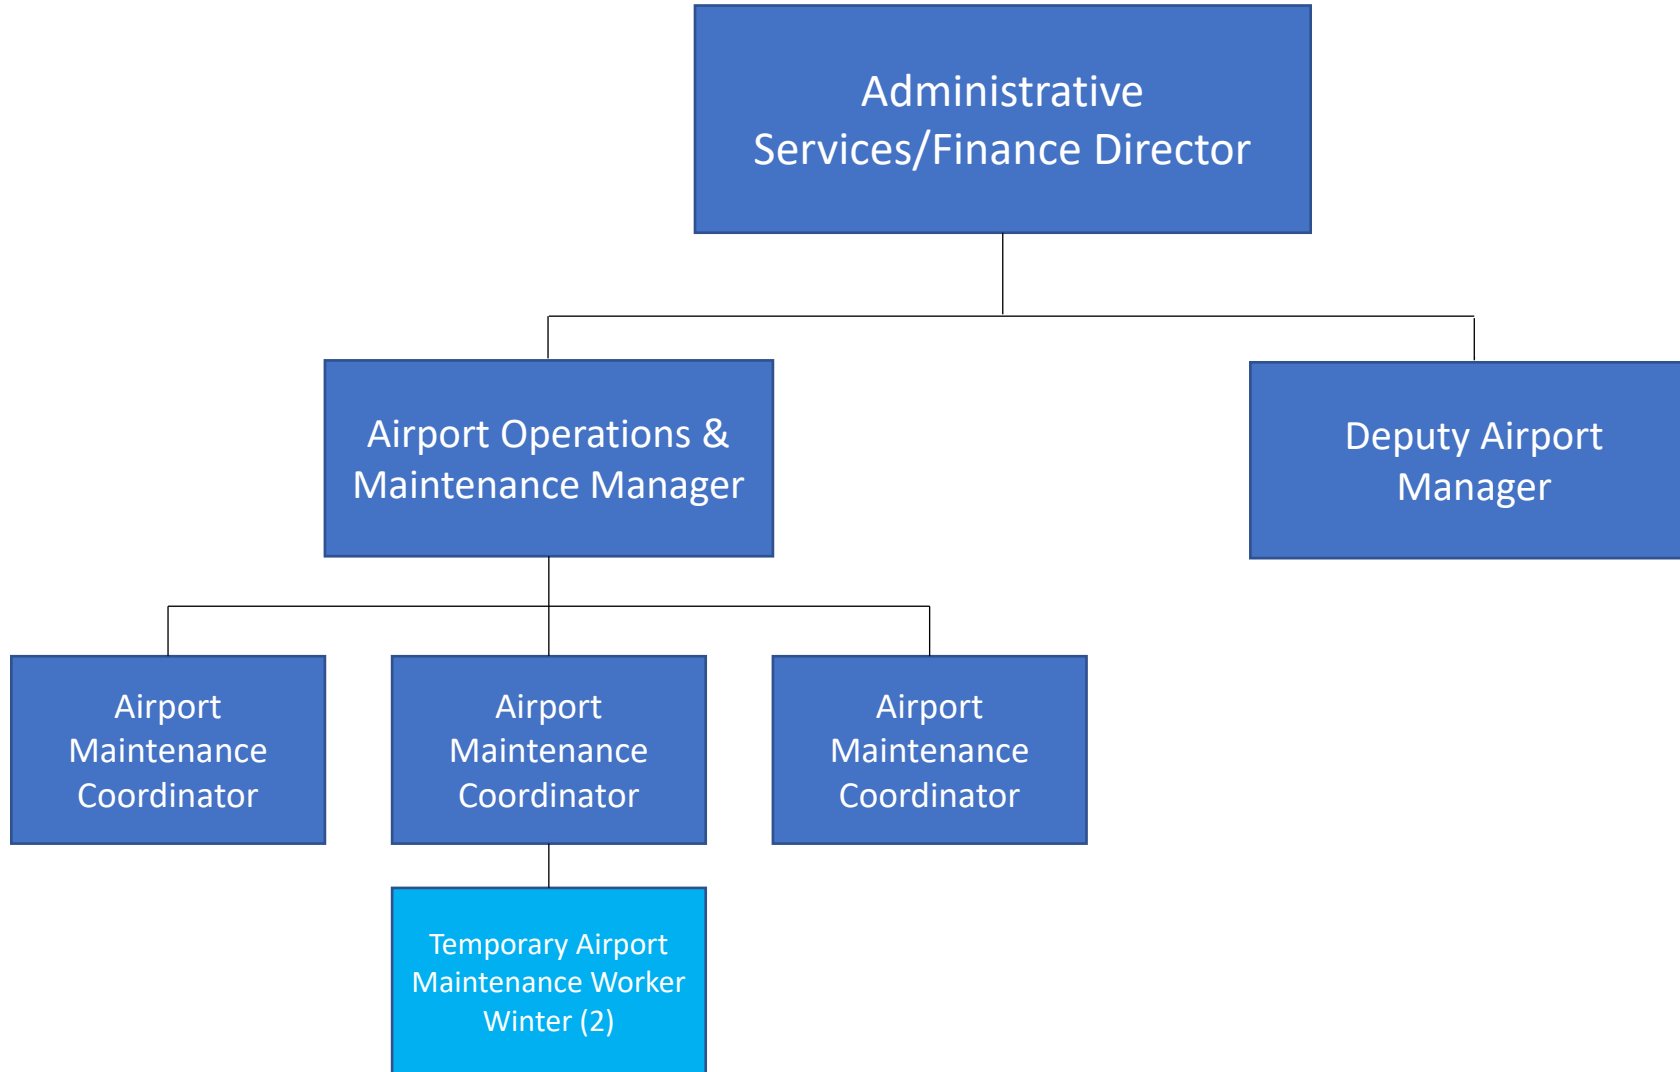 Administrative
Services/Finance Director
Airport Operations &
Maintenance Manager
Deputy Airport
Manager
Airport
Maintenance
Coordinator
Airport
Maintenance
Coordinator
Airport
Maintenance
Coordinator
Temporary Airport
Maintenance Worker
Winter (2)